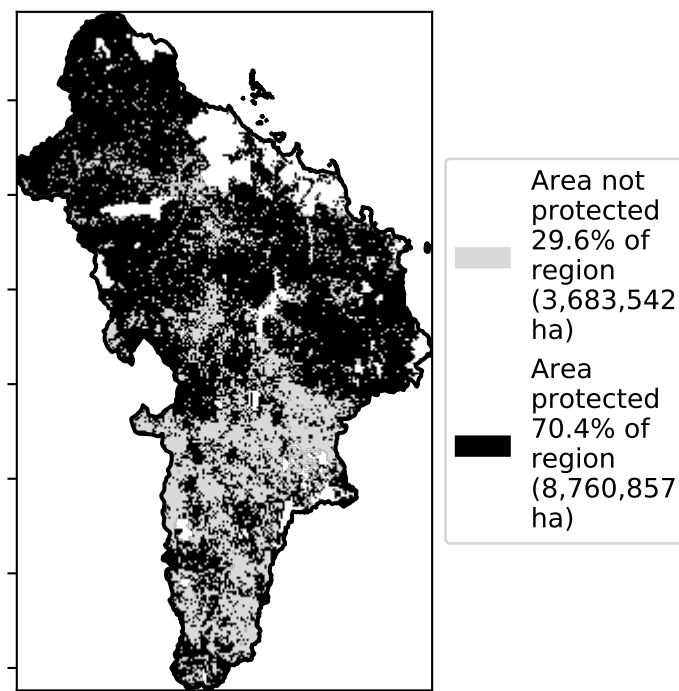 Area not
protected
29.6% of
region
(3,683,542
ha)
Area
protected
70.4% of
region
(8,760,857
ha)